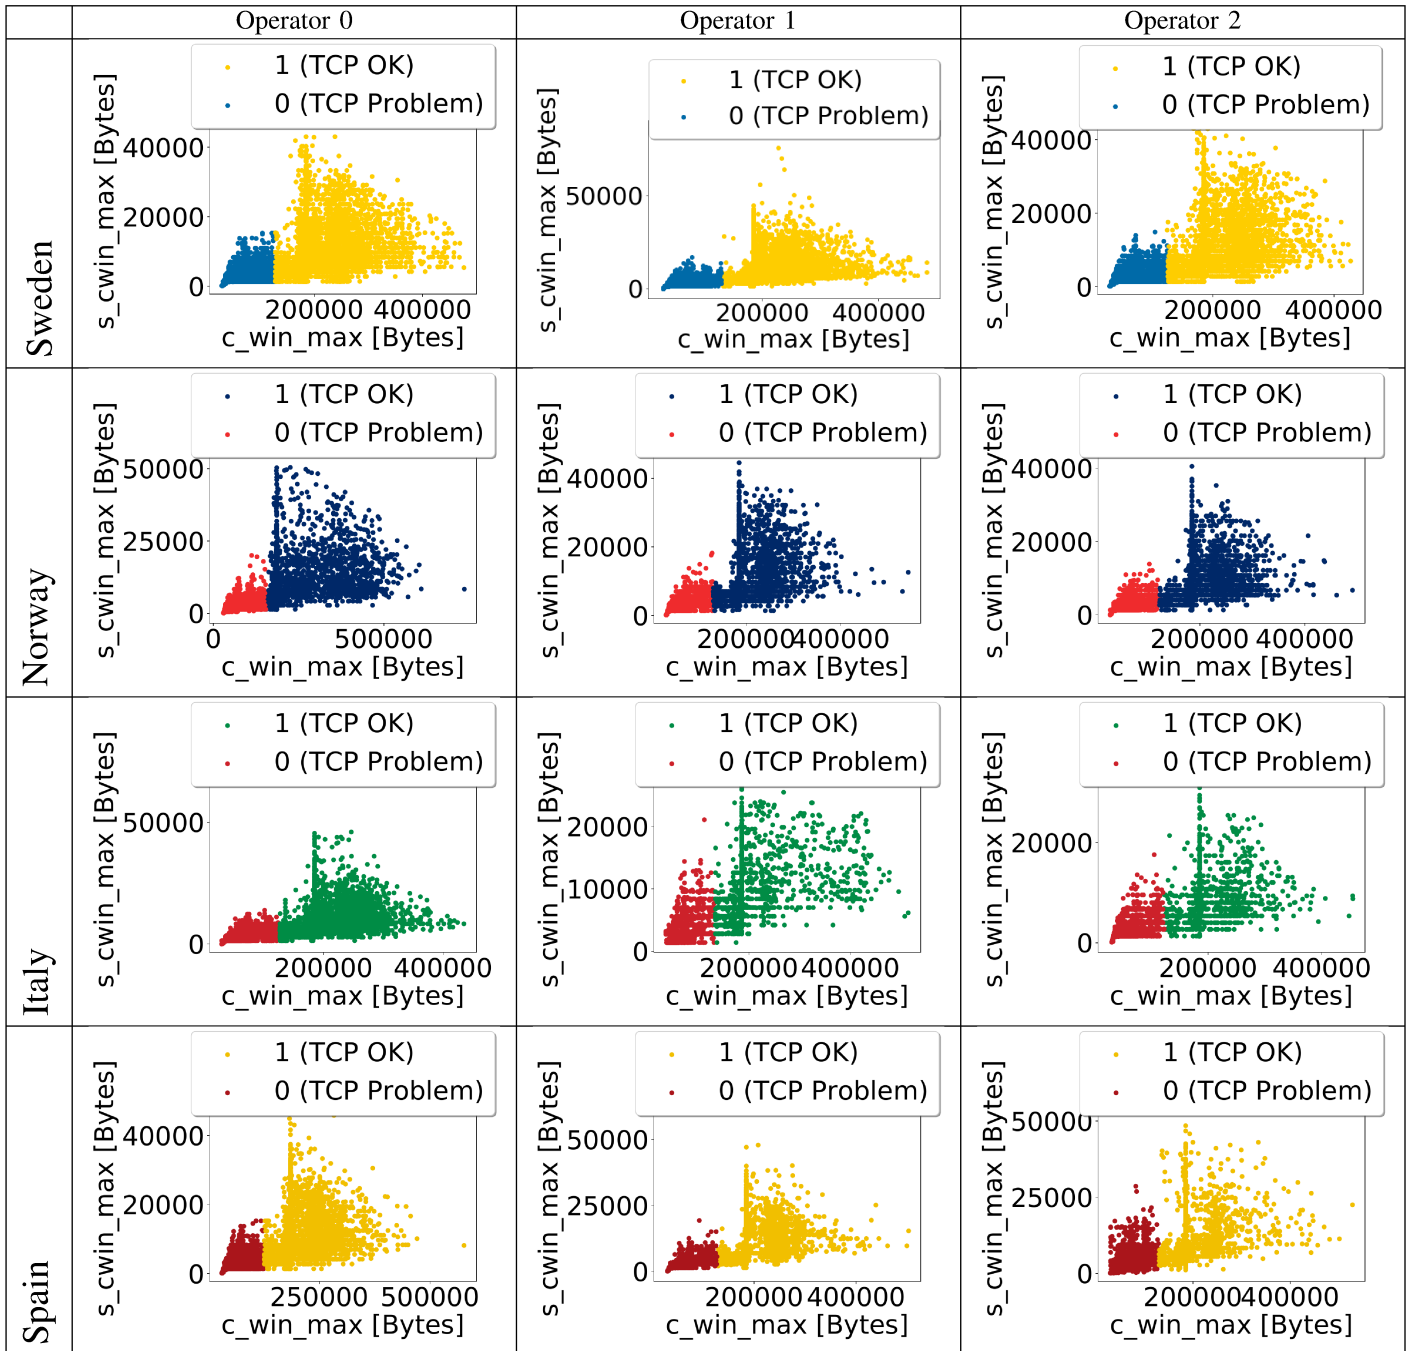 Operator 0 Operator 1 Operator 2
Sweden
1 (TCP OK)
0 (TCP Problem)
s_cwin_max [Bytes]
40000
20000
0
200000 400000
c_win_max [Bytes]
1 (TCP OK)
0 (TCP Problem)
s_cwin_max [Bytes]
50000
0
200000 400000
c_win_max [Bytes]
1 (TCP OK)
0 (TCP Problem)
s_cwin_max [Bytes]
40000
20000
0
200000 400000
c_win_max [Bytes]
Norway
1 (TCP OK)
0 (TCP Problem)
s_cwin_max [Bytes]
50000
25000
0
0 500000
c_win_max [Bytes]
1 (TCP OK)
0 (TCP Problem)
s_cwin_max [Bytes]
40000
20000
0
200000 400000
c_win_max [Bytes]
1 (TCP OK)
0 (TCP Problem)
s_cwin_max [Bytes]
40000
20000
0
200000 400000
c_win_max [Bytes]
Italy
1 (TCP OK)
0 (TCP Problem)
s_cwin_max [Bytes]
50000
0
200000 400000
c_win_max [Bytes]
1 (TCP OK)
0 (TCP Problem)
s_cwin_max [Bytes]
20000
10000
0
200000 400000
c_win_max [Bytes]
1 (TCP OK)
0 (TCP Problem)
s_cwin_max [Bytes]
20000
0
200000 400000
c_win_max [Bytes]
Spain
1 (TCP OK)
0 (TCP Problem)
s_cwin_max [Bytes]
40000
20000
0
250000 500000
c_win_max [Bytes]
1 (TCP OK)
0 (TCP Problem)
s_cwin_max [Bytes]
50000
25000
0
200000 400000
c_win_max [Bytes]
1 (TCP OK)
0 (TCP Problem)
s_cwin_max [Bytes]
50000
25000
0
200000 400000
c_win_max [Bytes]